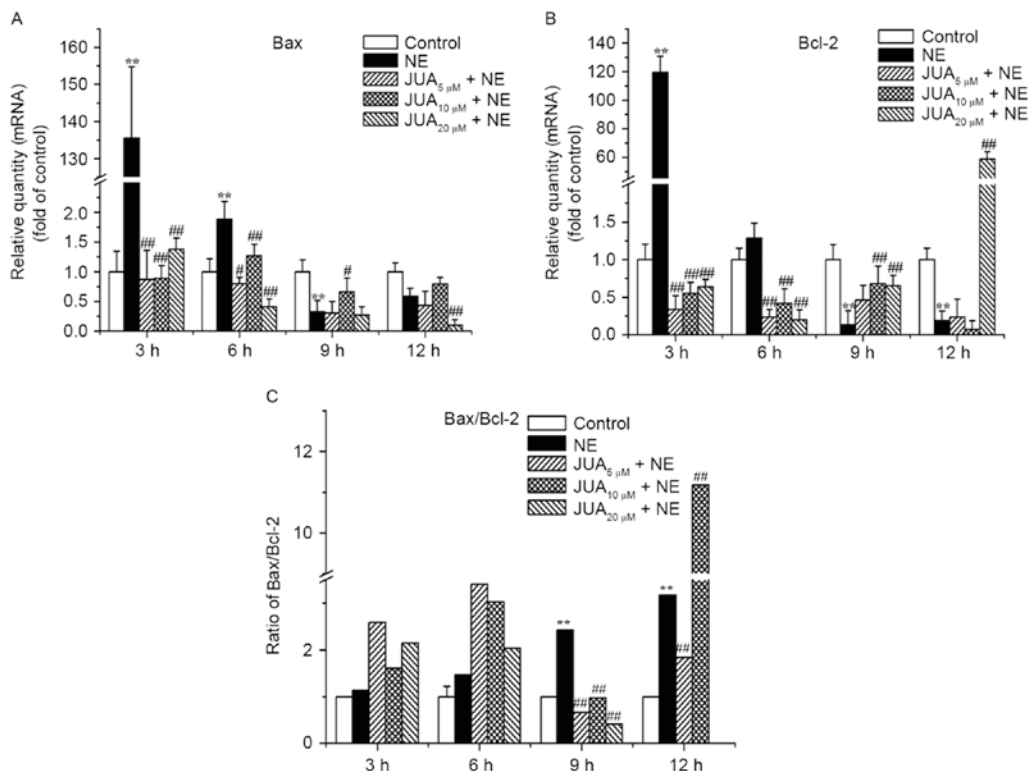 A
Bax
Control
NE
JUA5 μM + NE
JUA10 μM + NE
JUA20 μM + NE
Relative quantity (mRNA)
(fold of control)
160
155
150
145
140
135
130
2.0
1.5
1.0
0.5
0.0
**
##
##
##
**
#
##
##
**
#
##
3 h
6 h
9 h
12 h
B
Bcl-2
Control
NE
JUA5 μM + NE
JUA10 μM + NE
JUA20 μM + NE
Relative quantity (mRNA)
(fold of control)
140
120
100
80
60
1.5
1.0
0.5
0.0
**
##
##
##
##
##
##
**
##
##
**
##
3 h
6 h
9 h
12 h
C
Bax/Bcl-2
Control
NE
JUA5 μM + NE
JUA10 μM + NE
JUA20 μM + NE
Ratio of Bax/Bcl-2
12
10
2
1
0
**
##
##
##
**
##
##
3 h
6 h
9 h
12 h